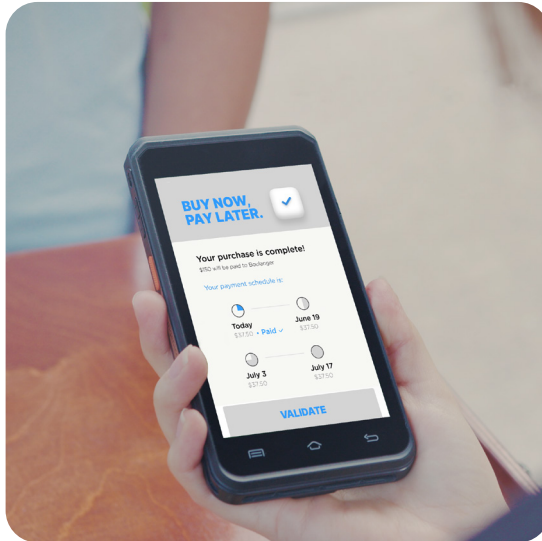 BUY NOW,
PAY LATER.
Your purchase is complete!
$150 will be paid to Boulanger
Your payment schedule is:
Today
$37.50 • Paid ✓
June 19
$37.50
July 3
$37.50
July 17
$37.50
VALIDATE